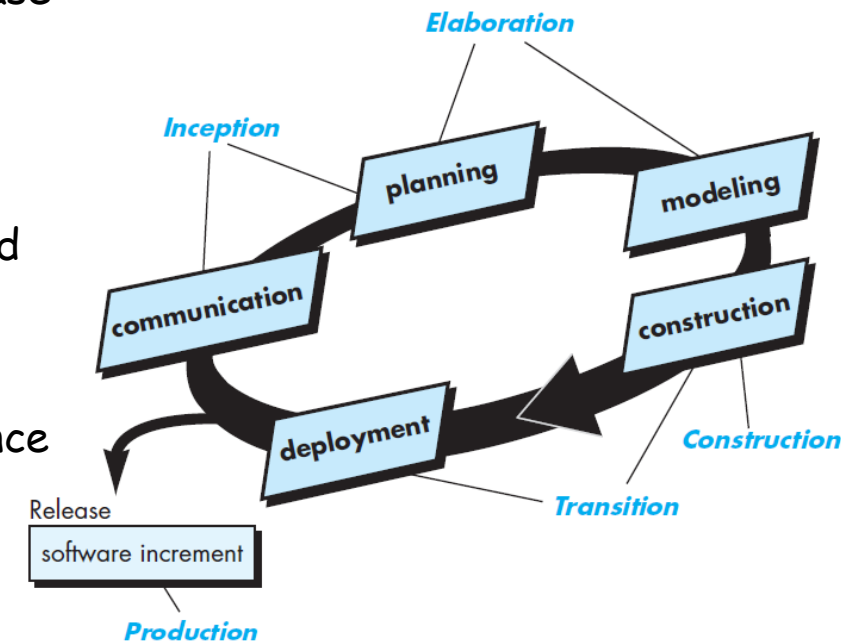 Elaboration
Inception
planning
modeling
communication
construction
deployment
Construction
Transition
Release
software increment
Production